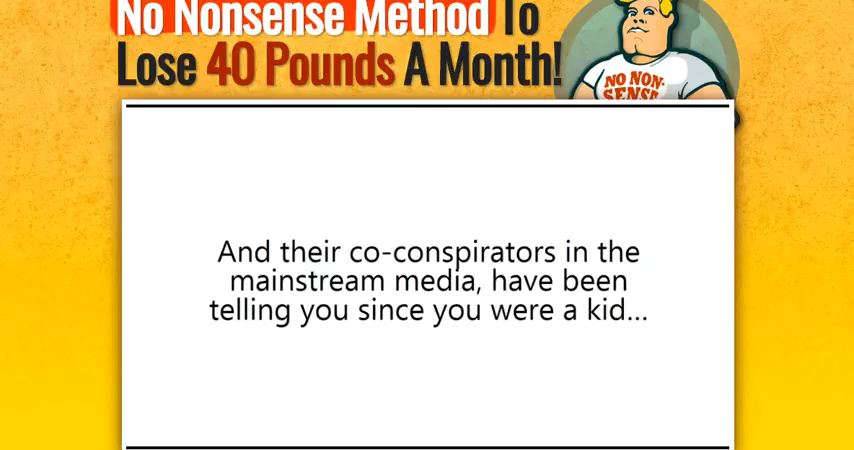 No Nonsense Method To
Lose 40 Pounds A Month!
NO NON-
SENSE
And their co-conspirators in the
mainstream media, have been
telling you since you were a kid...